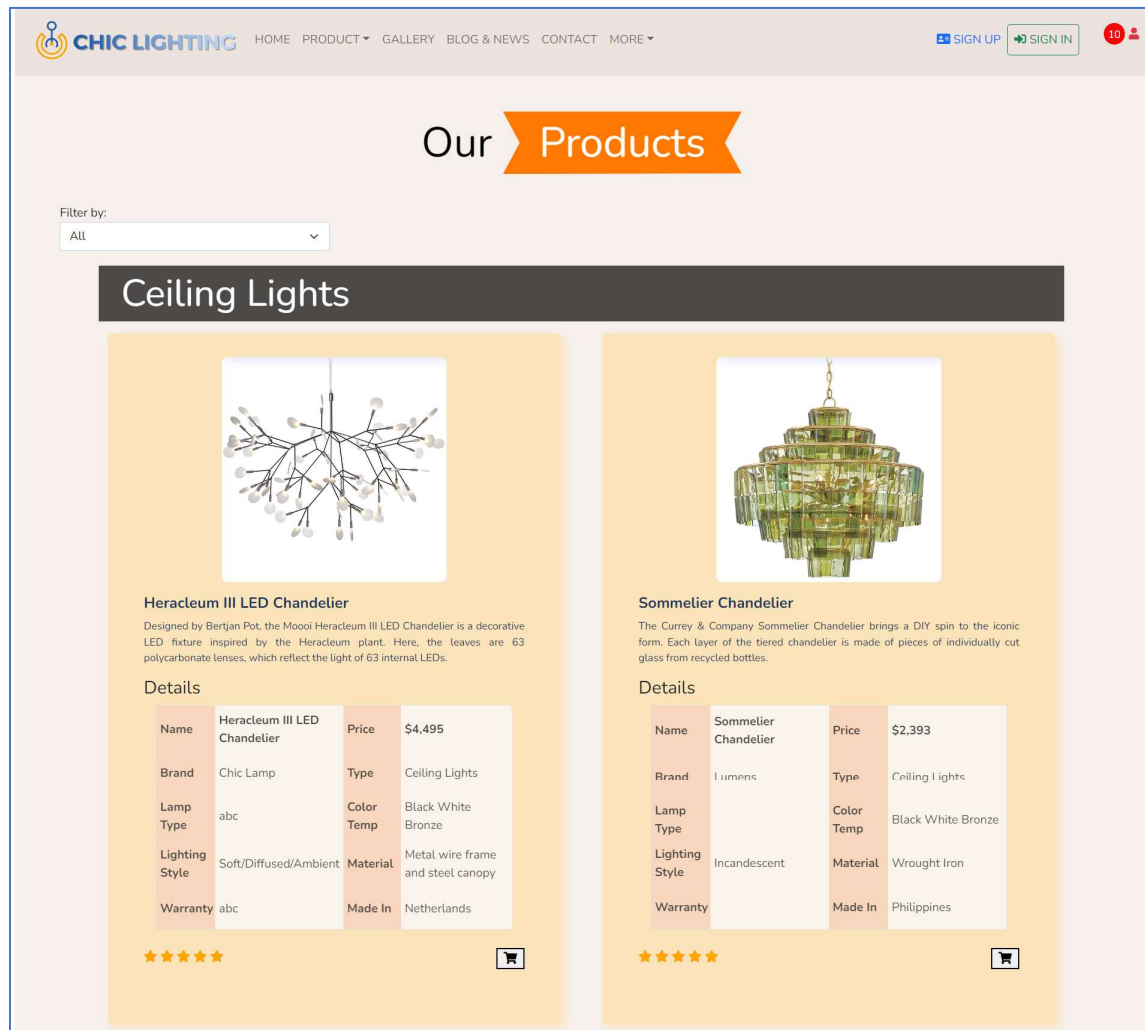 CHIC LIGHTING HOME PRODUCT GALLERY BLOG & NEWS CONTACT MORE SIGN UP SIGN IN 10
Our Products
Filter by:
All
Ceiling Lights
Heracleum III LED Chandelier
Designed by Bertjan Pot, the Moooi Heracleum III LED Chandelier is a decorative
LED fixture inspired by the Heracleum plant. Here, the leaves are 63
polycarbonate lenses, which reflect the light of 63 internal LEDs.
Details
Name Heracleum III LED Chandelier Price $4,495
Brand Chic Lamp Type Ceiling Lights
Lamp Type abc Color Temp Black White Bronze
Lighting Style Soft/Diffused/Ambient Material Metal wire frame and steel canopy
Warranty abc Made In Netherlands
Sommelier Chandelier
The Currey & Company Sommelier Chandelier brings a DIY spin to the iconic
form. Each layer of the tiered chandelier is made of pieces of individually cut
glass from recycled bottles.
Details
Name Sommelier Chandelier Price $2,393
Brand Lumens Type Ceiling Lights
Lamp Type Color Temp Black White Bronze
Lighting Style Incandescent Material Wrought Iron
Warranty Made In Philippines